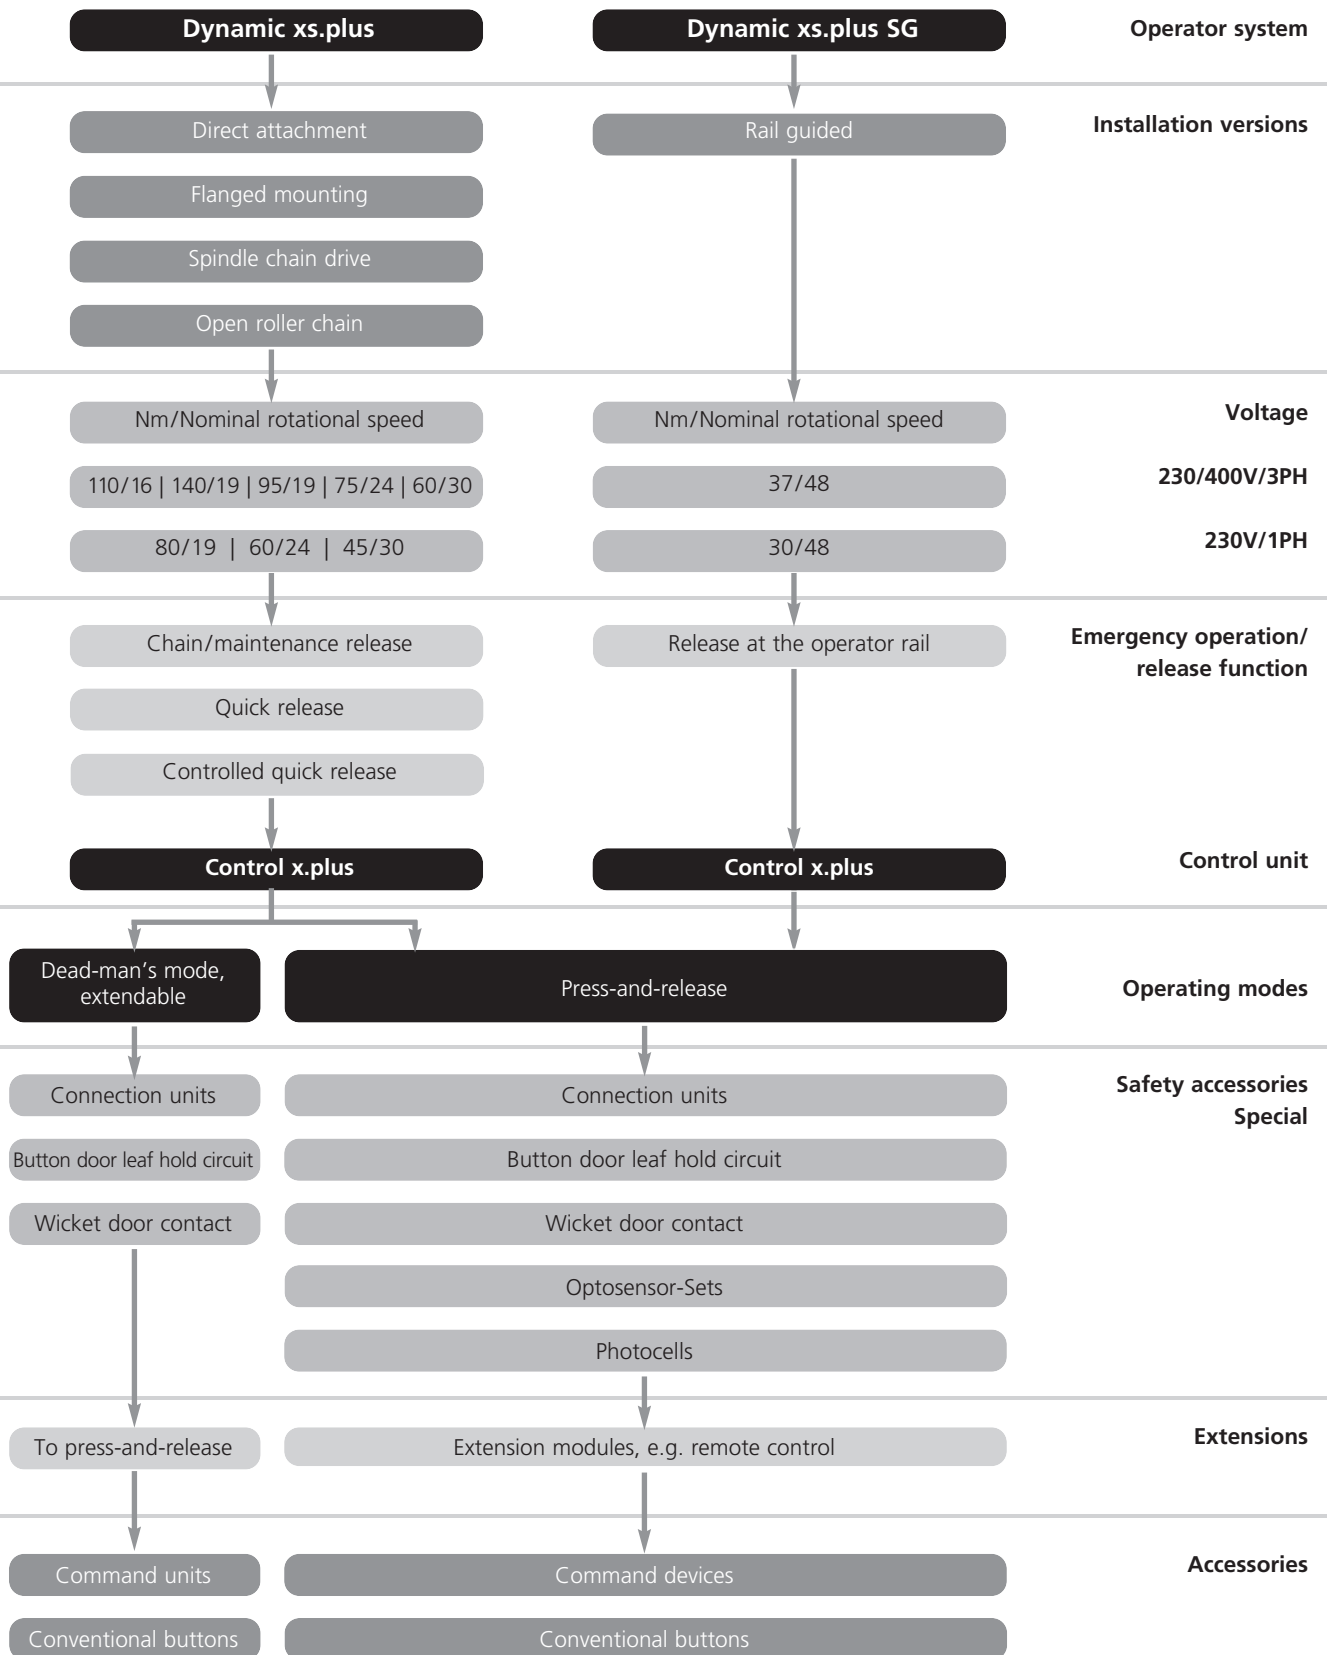 Dynamic xs.plus
Dynamic xs.plus SG
Operator system
Direct attachment
Rail guided
Installation versions
Flanged mounting
Spindle chain drive
Open roller chain
Nm/Nominal rotational speed
Nm/Nominal rotational speed
Voltage
110/16 | 140/19 | 95/19 | 75/24 | 60/30
37/48
230/400V/3PH
80/19 | 60/24 | 45/30
30/48
230V/1PH
Chain/maintenance release
Release at the operator rail
Emergency operation/
release function
Quick release
Controlled quick release
Control x.plus
Control x.plus
Control unit
Dead-man's mode,
extendable
Press-and-release
Operating modes
Connection units
Connection units
Safety accessories
Special
Button door leaf hold circuit
Button door leaf hold circuit
Wicket door contact
Wicket door contact
Optosensor-Sets
Photocells
To press-and-release
Extension modules, e.g. remote control
Extensions
Command units
Command devices
Accessories
Conventional buttons
Conventional buttons